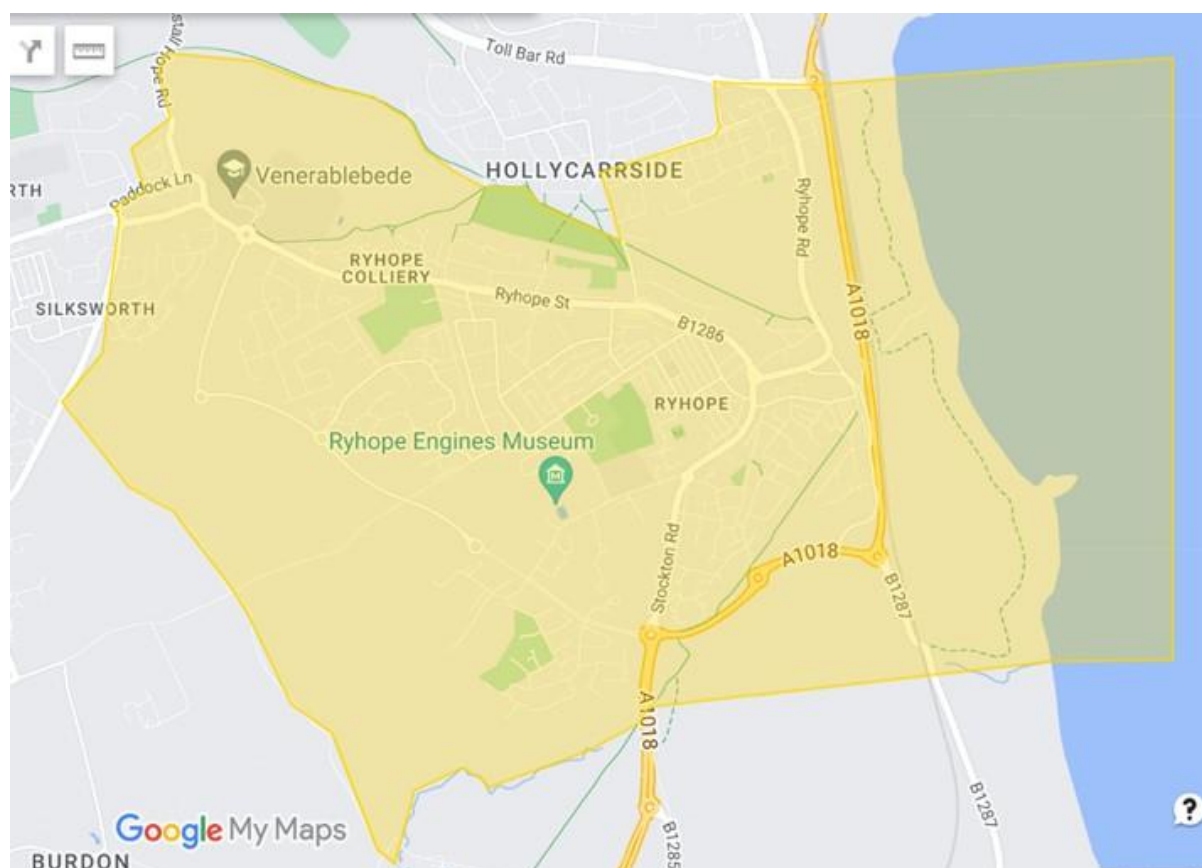 stall Hope Rd
Toll Bar Rd
HOLLYCARRSIDE
Venerablebede
RTH
Paddock Ln
Ryhope Rd
RYHOPE
COLLIERY
Ryhope St
SILKSWORTH
B1286
A1018
RYHOPE
Ryhope Engines Museum
Stockton Rd
A1018
B1287
A1018
B1287
Google My Maps
B1285
BURDON
?